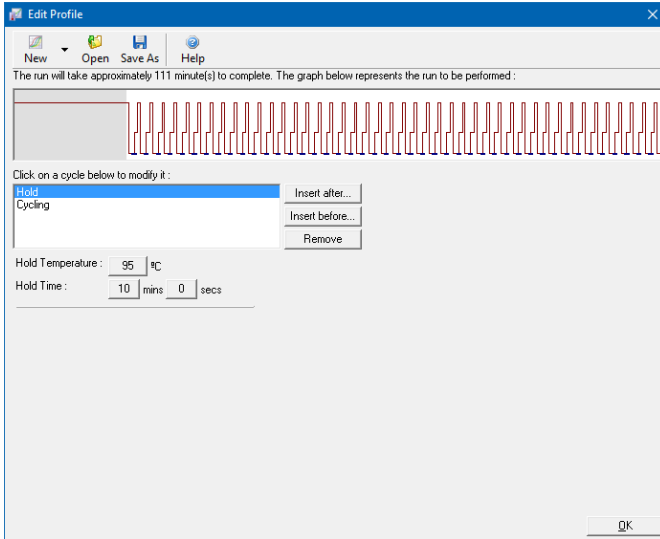 Edit Profile
New Open Save As Help
The run will take approximately 111 minute(s) to complete. The graph below represents the run to be performed :
Click on a cycle below to modify it :
Hold
Cycling
Insert after...
Insert before...
Remove
Hold Temperature : 95 ºC
Hold Time : 10 mins 0 secs
OK